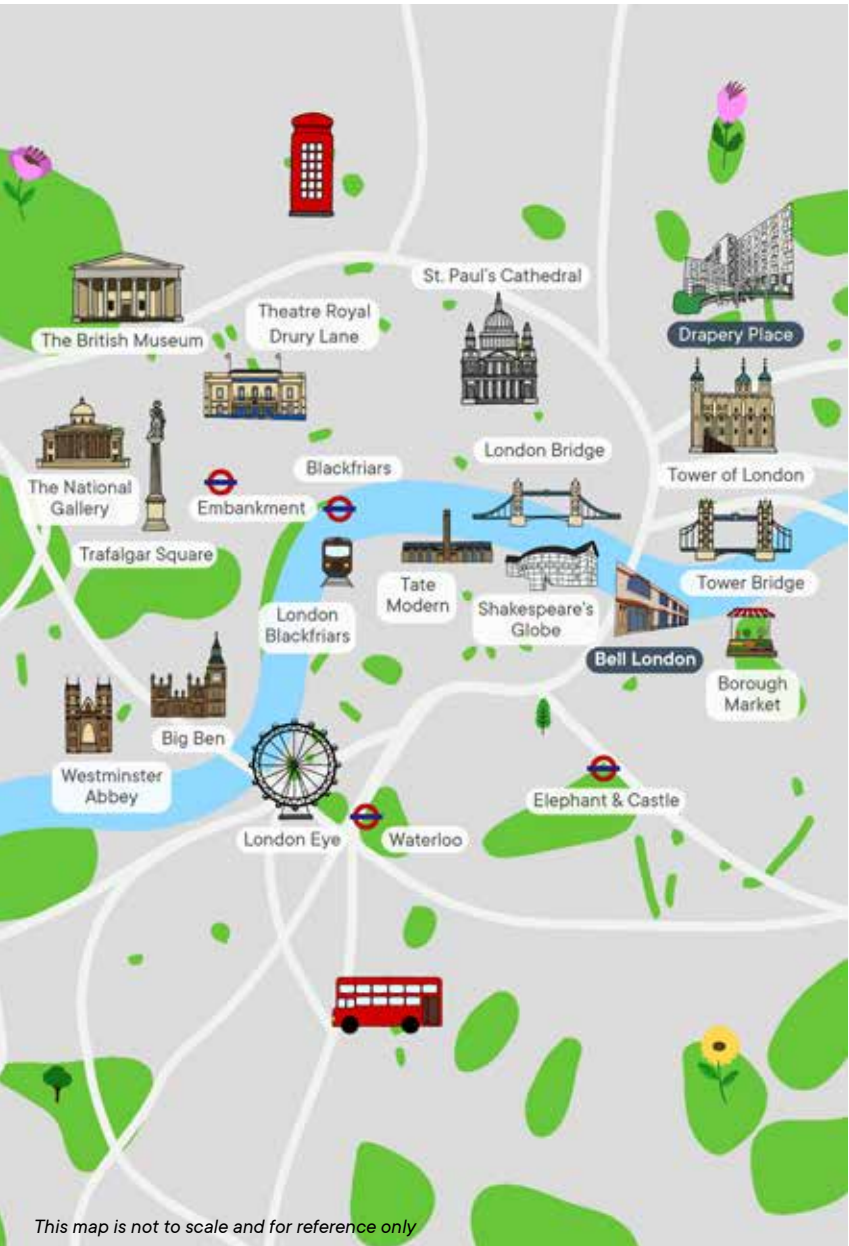 St. Paul's Cathedral
Theatre Royal
Drury Lane
The British Museum
Drapery Place
London Bridge
Blackfriars
Tower of London
The National
Gallery
Embankment
Trafalgar Square
Tate
Modern
Tower Bridge
London
Blackfriars
Shakespeare's
Globe
Bell London
Borough
Market
Big Ben
Westminster
Abbey
Elephant & Castle
London Eye
Waterloo
This map is not to scale and for reference only